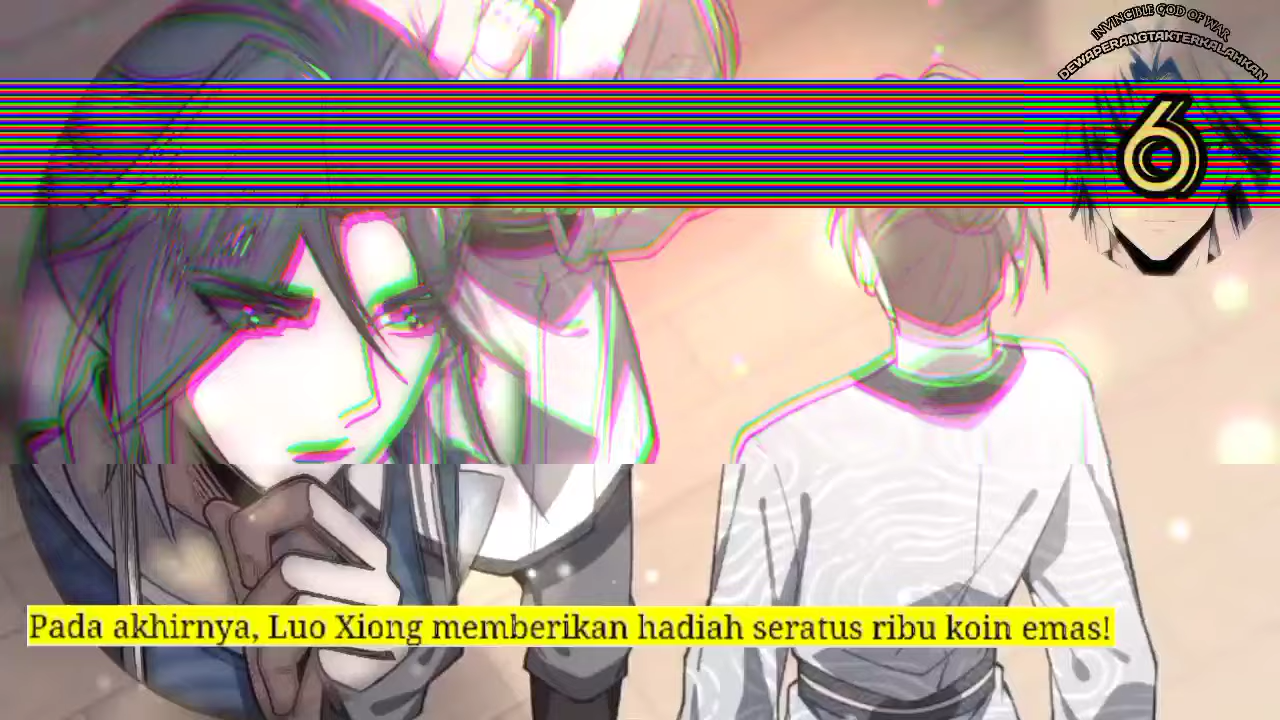 INVINCIBLE GOD OF WAR
DEWAPERANGTAKTERKALAHKAN
6
Pada akhirnya, Luo Xiong memberikan hadiah seratus ribu koin emas!